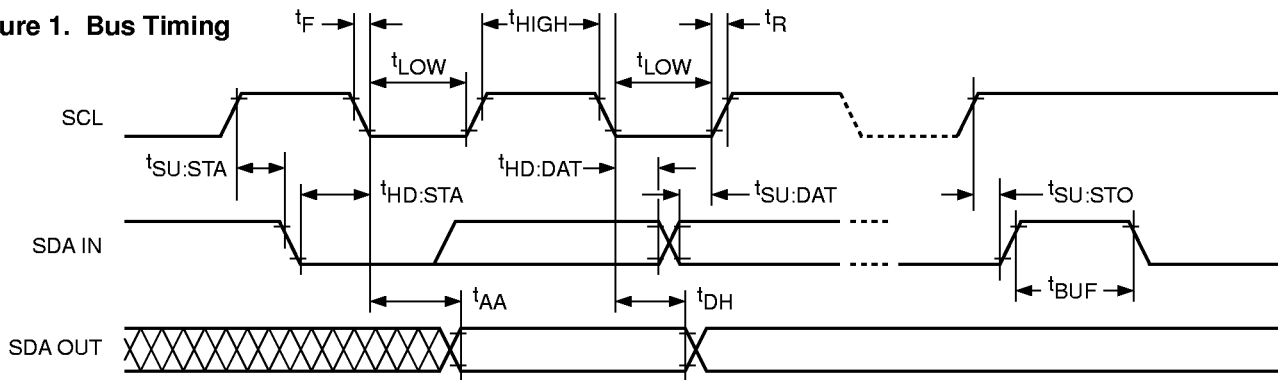 ure 1. Bus Timing
tF
tHIGH
tR
tLOW
tLOW
SCL
tSU:STA
tHD:STA
tHD:DAT
tSU:DAT
tSU:STO
SDA IN
tBUF
tAA
tDH
SDA OUT